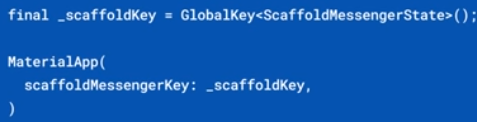 final _scaffoldKey = GlobalKey<ScaffoldMessengerState>();
MaterialApp(
  scaffoldMessengerKey: _scaffoldKey,
)